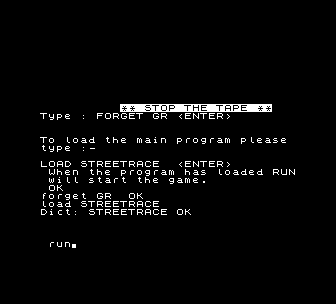 ** STOP THE TAPE **
Type : FORGET GR <ENTER>
To load the main program please
type :-
LOAD STREETRACE <ENTER>
When the program has loaded RUN
will start the game.
OK
forget GR OK
load STREETRACE
Dict: STREETRACE OK
run